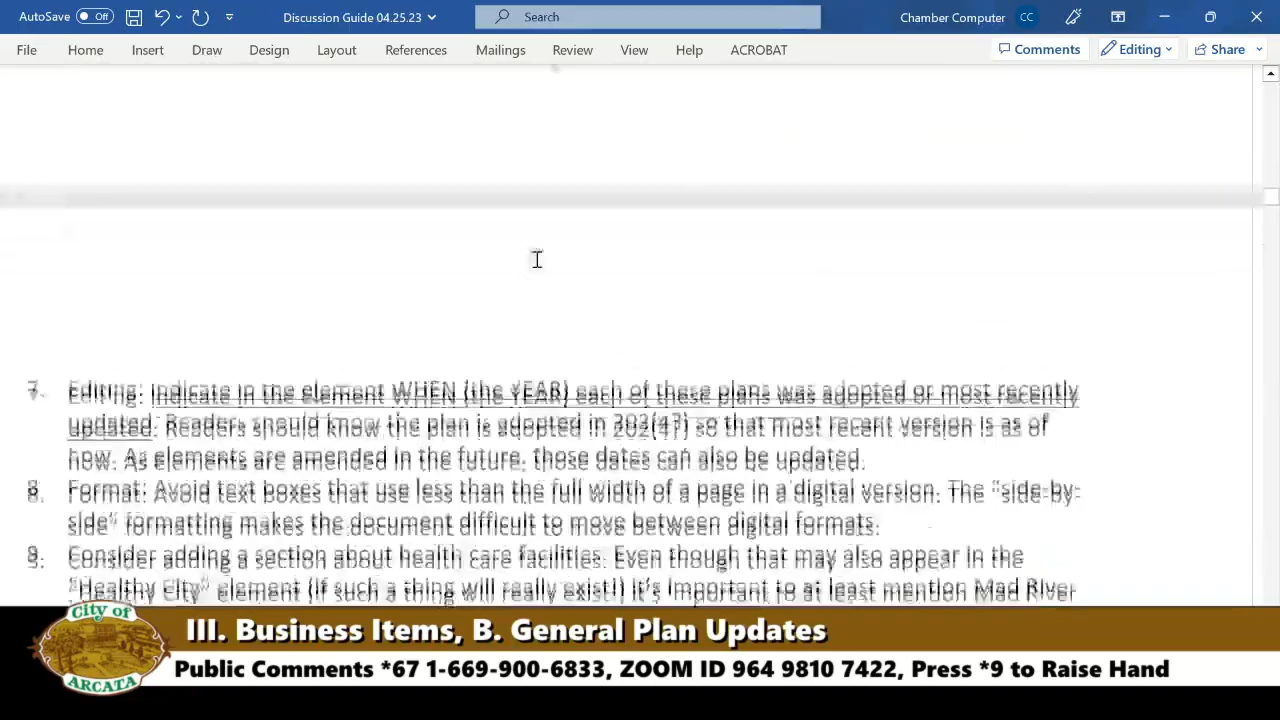 AutoSave Off Discussion Guide 04.25.23 Search Chamber Computer CC
File Home Insert Draw Design Layout References Mailings Review View Help ACROBAT Comments Editing Share
7. Editing: Indicate in the element WHEN (the YEAR) each of these plans was adopted or most recently
updated. Readers should know the plan is adopted in 202(4?) so that most recent version is as of
now. As elements are amended in the future, those dates can also be updated.
8. Format: Avoid text boxes that use less than the full width of a page in a digital version. The “side-by-
side” formatting makes the document difficult to move between digital formats.
9. Consider adding a section about health care facilities. Even though that may also appear in the
“Healthy City” element (if such a thing will really exist!) it’s important to at least mention Mad River
City of
ARCATA
III. Business Items, B. General Plan Updates
Public Comments *67 1-669-900-6833, ZOOM ID 964 9810 7422, Press *9 to Raise Hand